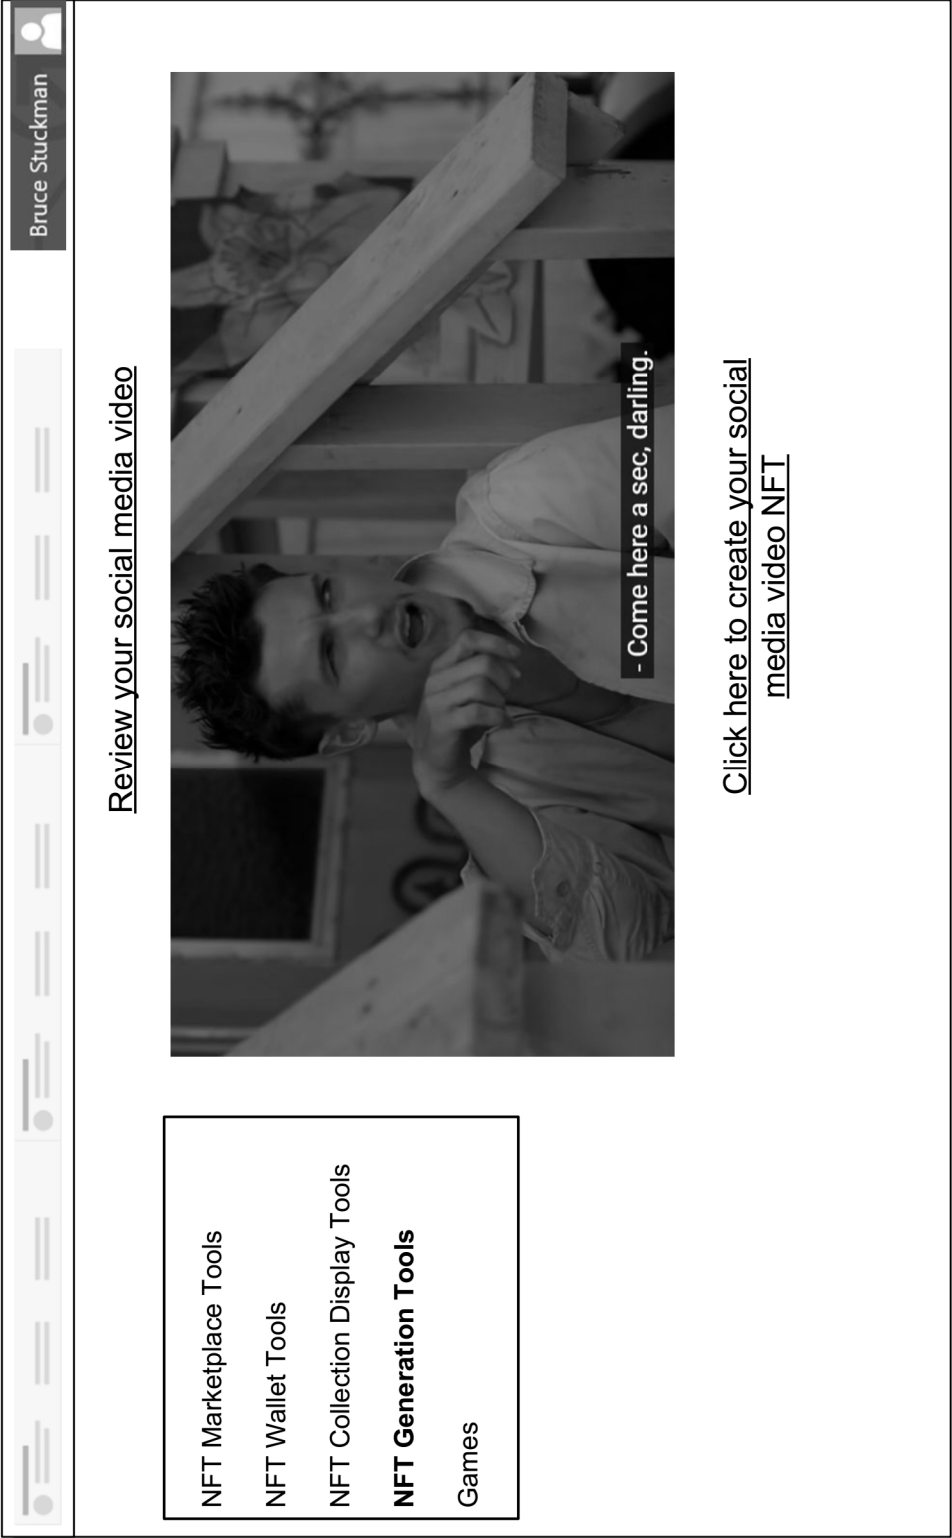 Bruce Stuckman
Review your social media video
NFT Marketplace Tools
NFT Wallet Tools
NFT Collection Display Tools
NFT Generation Tools
Games
- Come here a sec, darling.
Click here to create your social
media video NFT